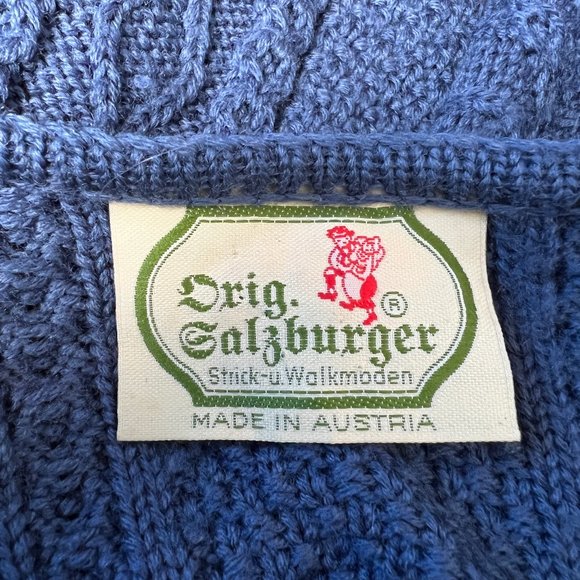 Orig.
Salzburger
®
Strick-u.Walkmoden
MADE IN AUSTRIA